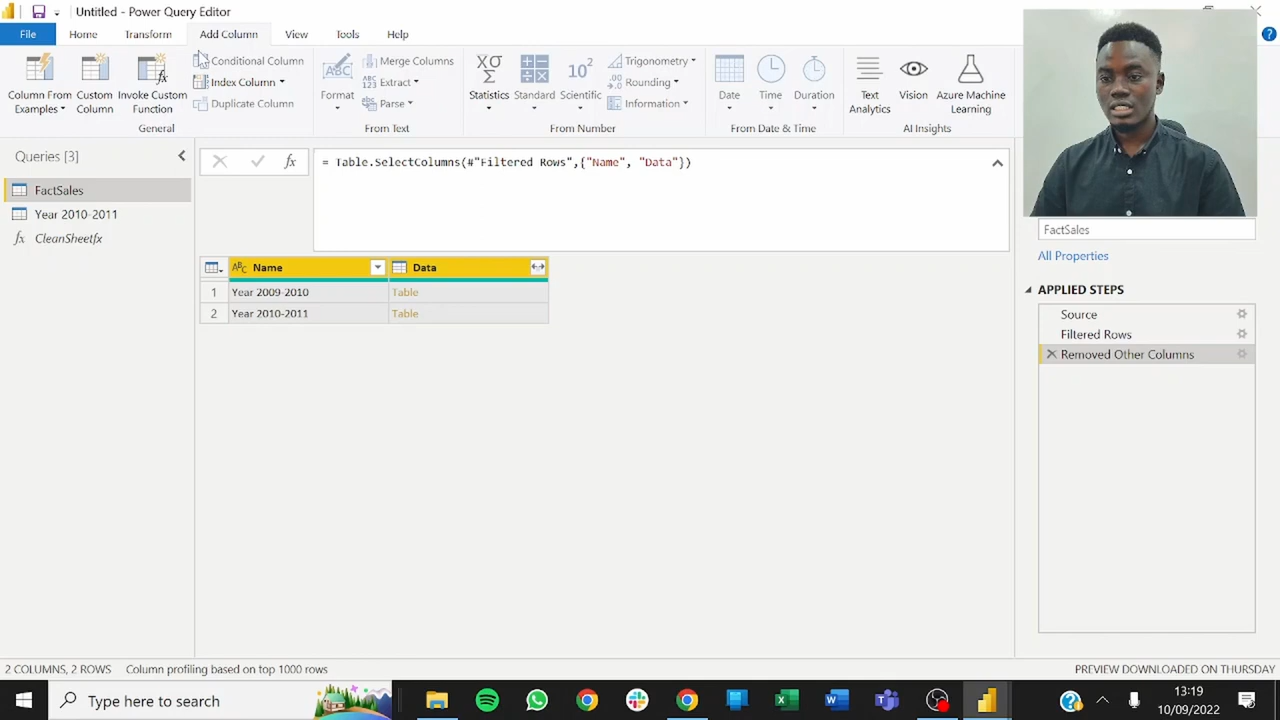 Untitled - Power Query Editor
File Home Transform Add Column View Tools Help
Column From Examples
Custom Column
Invoke Custom Function
Conditional Column
Index Column
Duplicate Column
General
Format
Merge Columns
Extract
Parse
From Text
Statistics
Standard
Scientific
Trigonometry
Rounding
Information
From Number
Date
Time
Duration
From Date & Time
Text Analytics
Vision
Azure Machine Learning
AI Insights
Queries [3]
FactSales
Year 2010-2011
fx CleanSheetfx
fx
= Table.SelectColumns(#"Filtered Rows",{"Name", "Data"})
ABC Name Data
1 Year 2009-2010 Table
2 Year 2010-2011 Table
FactSales
All Properties
APPLIED STEPS
Source
Filtered Rows
Removed Other Columns
2 COLUMNS, 2 ROWS Column profiling based on top 1000 rows
PREVIEW DOWNLOADED ON THURSDAY
Type here to search
13:19
10/09/2022